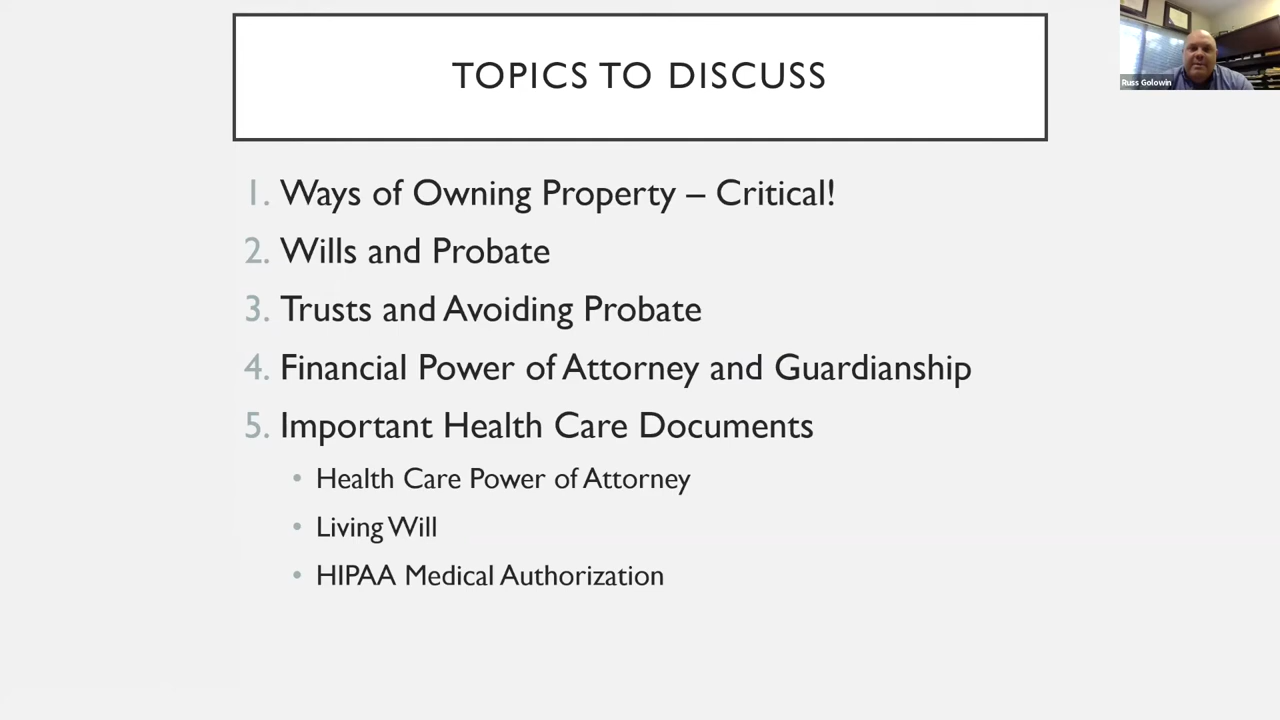 TOPICS TO DISCUSS
Russ Golowin
1. Ways of Owning Property – Critical!
2. Wills and Probate
3. Trusts and Avoiding Probate
4. Financial Power of Attorney and Guardianship
5. Important Health Care Documents
• Health Care Power of Attorney
• Living Will
• HIPAA Medical Authorization